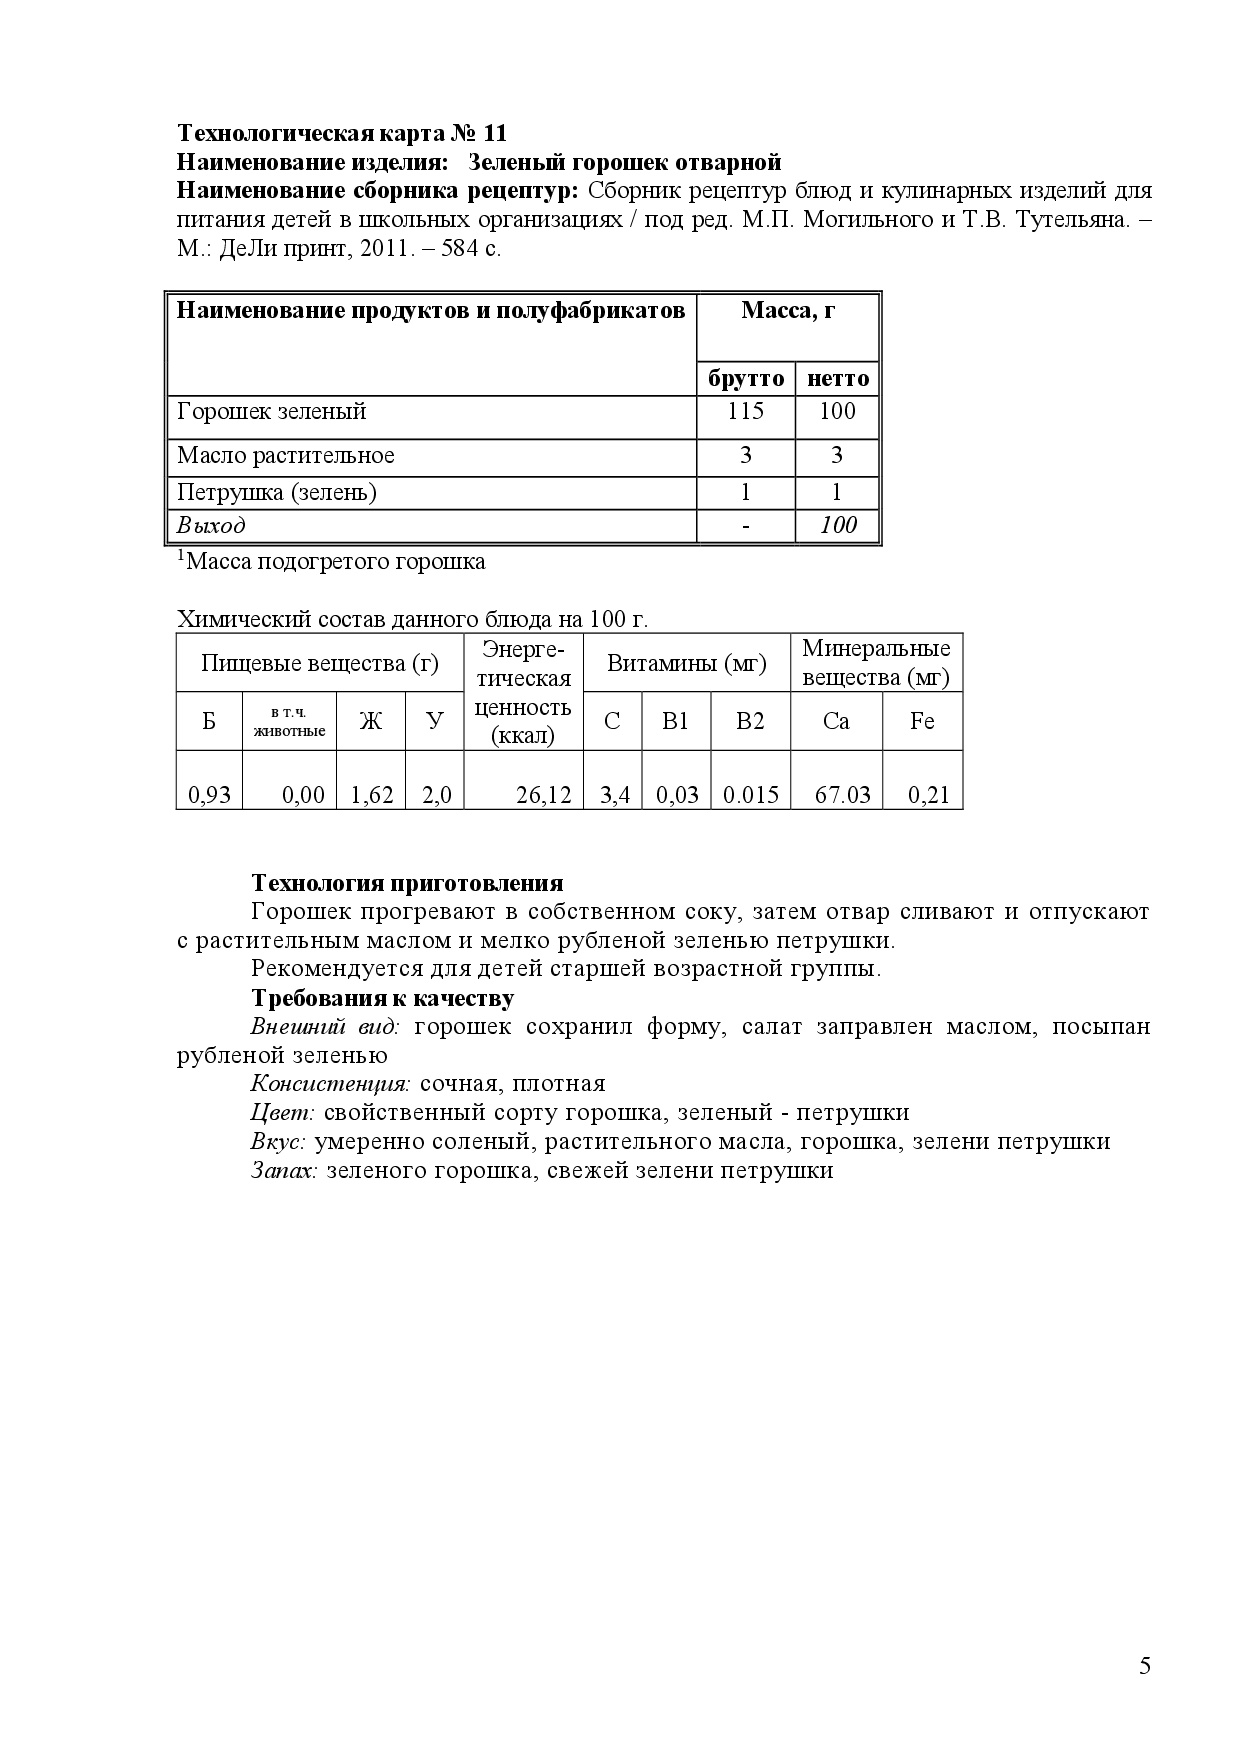 Технологическая карта № 11
Наименование изделия: Зеленый горошек отварной
Наименование сборника рецептур: Сборник рецептур блюд и кулинарных изделий для
питания детей в школьных организациях / под ред. М.П. Могильного и Т.В. Тутельяна. –
М.: ДеЛи принт, 2011. – 584 с.
Наименование продуктов и полуфабрикатов Масса, г
брутто нетто
Горошек зеленый 115 100
Масло растительное 3 3
Петрушка (зелень) 1 1
Выход - 100
1Масса подогретого горошка
Химический состав данного блюда на 100 г.
Пищевые вещества (г) Энерге-
тическая
ценность
(ккал) Витамины (мг) Минеральные
вещества (мг)
Б в т.ч.
животные Ж У С В1 В2 Са Fe
0,93 0,00 1,62 2,0 26,12 3,4 0,03 0.015 67.03 0,21
Технология приготовления
Горошек прогревают в собственном соку, затем отвар сливают и отпускают
с растительным маслом и мелко рубленой зеленью петрушки.
Рекомендуется для детей старшей возрастной группы.
Требования к качеству
Внешний вид: горошек сохранил форму, салат заправлен маслом, посыпан
рубленой зеленью
Консистенция: сочная, плотная
Цвет: свойственный сорту горошка, зеленый - петрушки
Вкус: умеренно соленый, растительного масла, горошка, зелени петрушки
Запах: зеленого горошка, свежей зелени петрушки
5